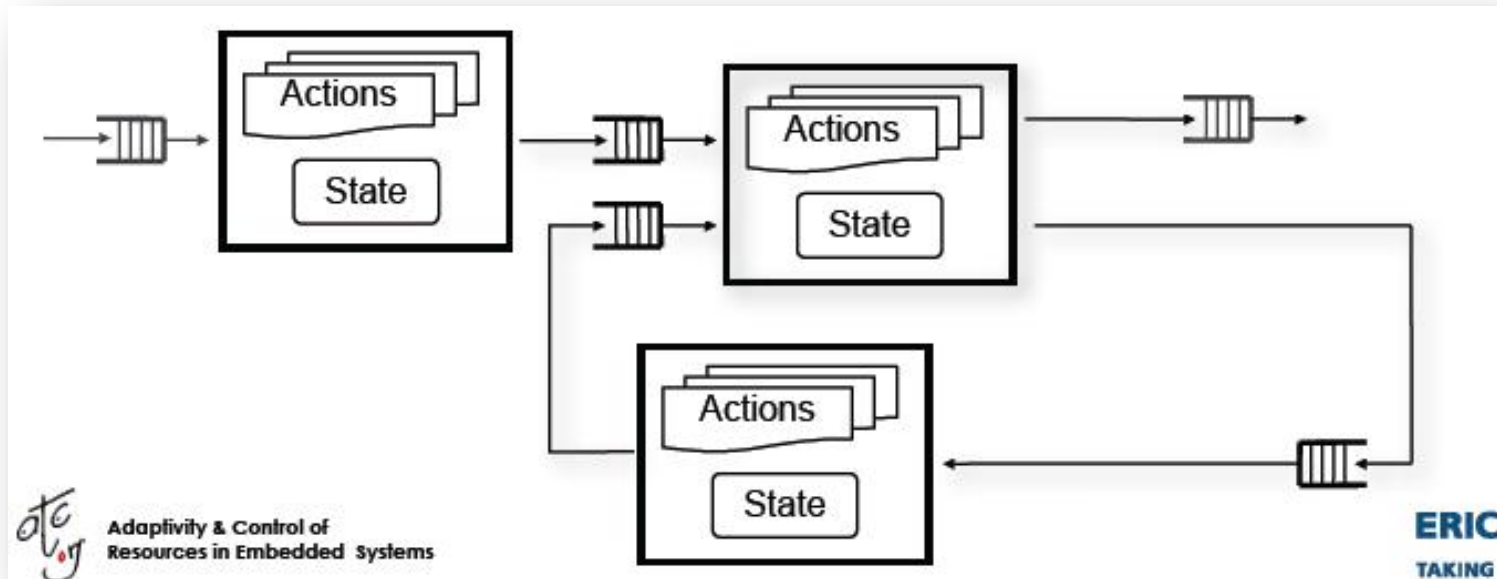 Actions
State
Actions
State
Actions
State
Adaptivity & Control of
Resources in Embedded Systems
ERIC
TAKING